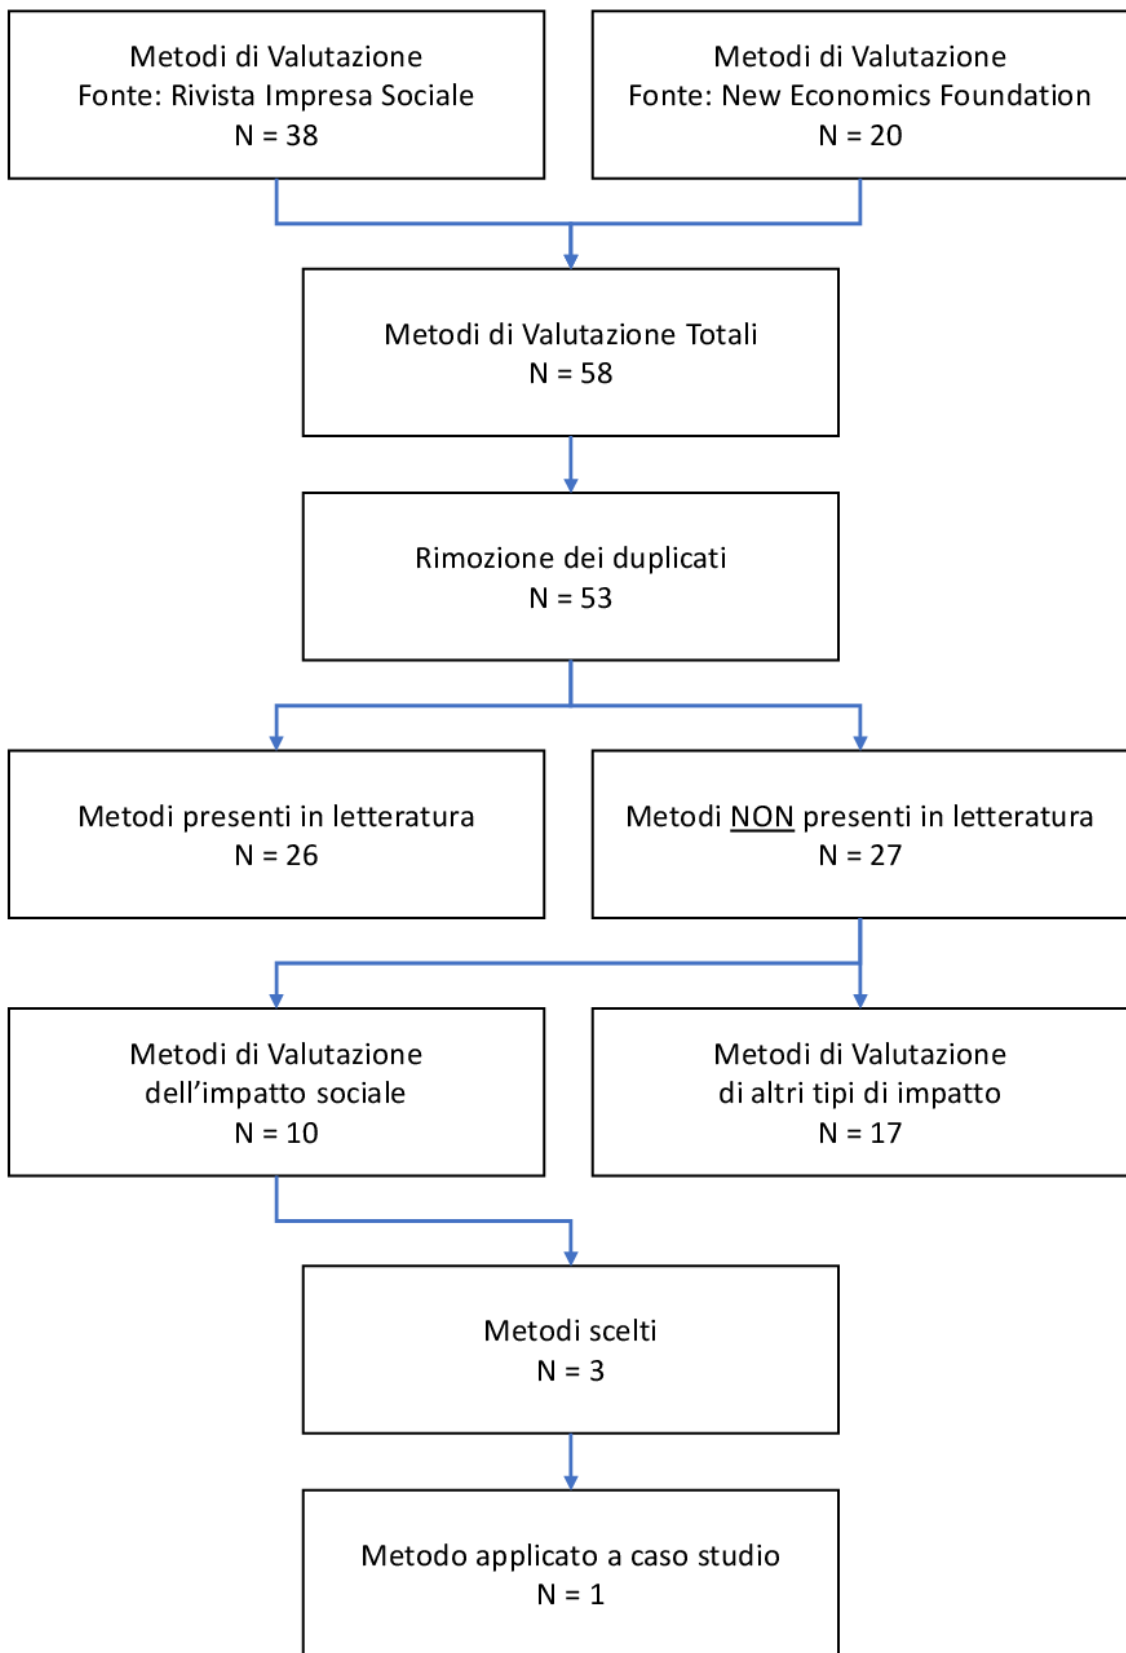 Metodi di Valutazione
Fonte: Rivista Impresa Sociale
N = 38
Metodi di Valutazione
Fonte: New Economics Foundation
N = 20
Metodi di Valutazione Totali
N = 58
Rimozione dei duplicati
N = 53
Metodi presenti in letteratura
N = 26
Metodi NON presenti in letteratura
N = 27
Metodi di Valutazione
dell’impatto sociale
N = 10
Metodi di Valutazione
di altri tipi di impatto
N = 17
Metodi scelti
N = 3
Metodo applicato a caso studio
N = 1